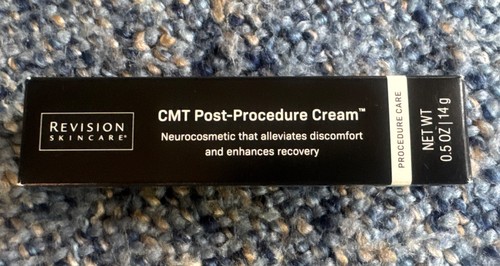 REVISION
SKINCARE®
CMT Post-Procedure Cream™
Neurocosmetic that alleviates discomfort
and enhances recovery
PROCEDURE CARE
NET WT
0.5 OZ | 14 g